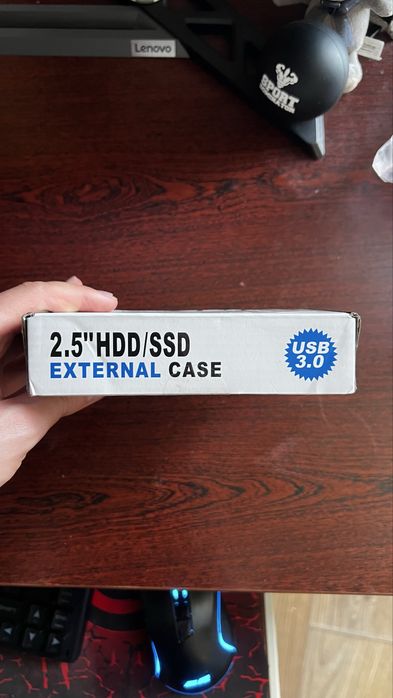 Lenovo
SPORT
2.5"HDD/SSD
EXTERNAL CASE
USB
3.0